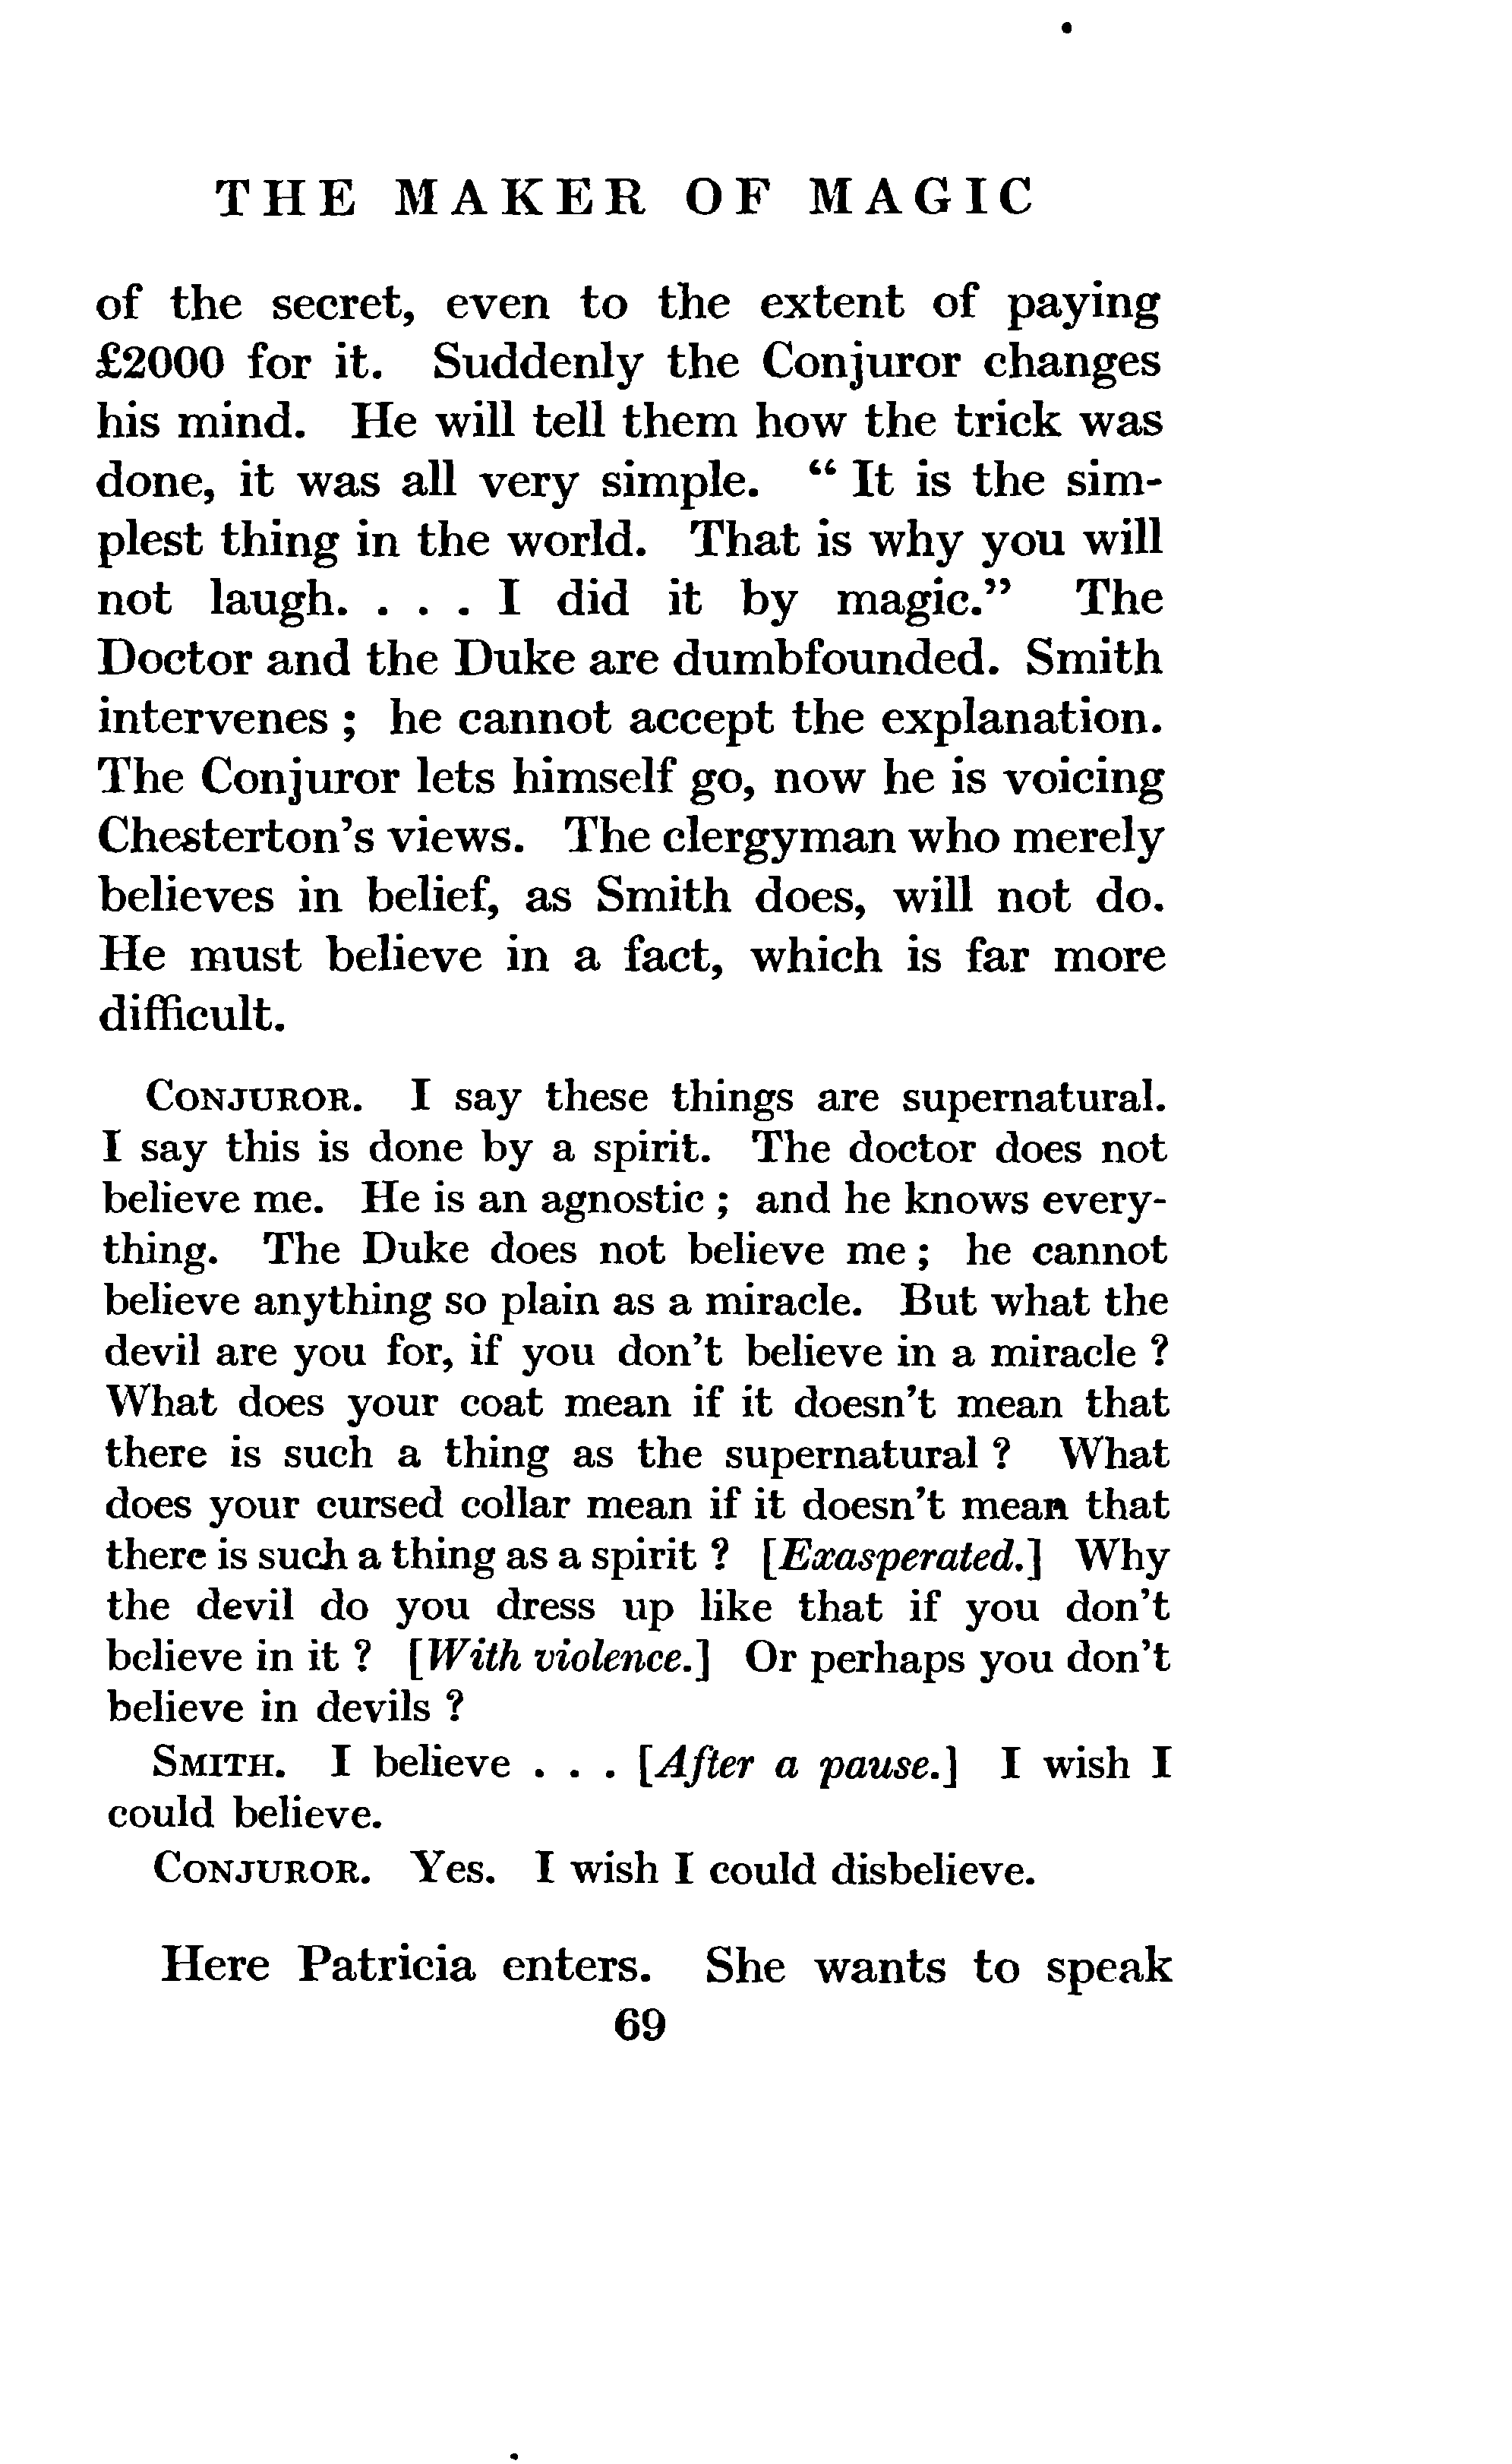 THE MAKER OF MAGIC
of the secret, even to the extent of paying
£2000 for it. Suddenly the Conjuror changes
his mind. He will tell them how the trick was
done, it was all very simple. “ It is the sim-
plest thing in the world. That is why you will
not laugh. . . . I did it by magic.” The
Doctor and the Duke are dumbfounded. Smith
intervenes ; he cannot accept the explanation.
The Conjuror lets himself go, now he is voicing
Chesterton’s views. The clergyman who merely
believes in belief, as Smith does, will not do.
He must believe in a fact, which is far more
difficult.
CONJUROR. I say these things are supernatural.
I say this is done by a spirit. The doctor does not
believe me. He is an agnostic ; and he knows every-
thing. The Duke does not believe me ; he cannot
believe anything so plain as a miracle. But what the
devil are you for, if you don’t believe in a miracle ?
What does your coat mean if it doesn’t mean that
there is such a thing as the supernatural ? What
does your cursed collar mean if it doesn’t mean that
there is such a thing as a spirit ? [Exasperated.] Why
the devil do you dress up like that if you don’t
believe in it ? [With violence.] Or perhaps you don’t
believe in devils ?
SMITH. I believe . . . [After a pause.] I wish I
could believe.
CONJUROR. Yes. I wish I could disbelieve.
Here Patricia enters. She wants to speak
69